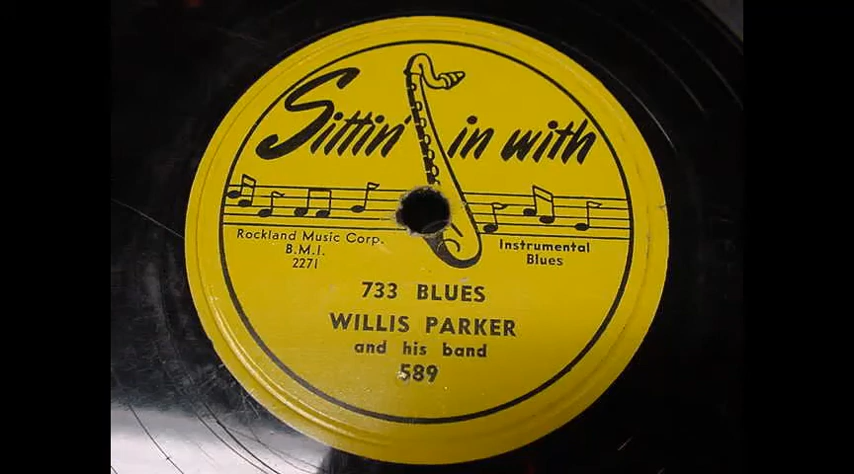 Sittin' in with
Rockland Music Corp.
B.M.I.
2271
Instrumental
Blues
733 BLUES
WILLIS PARKER
and his band
589